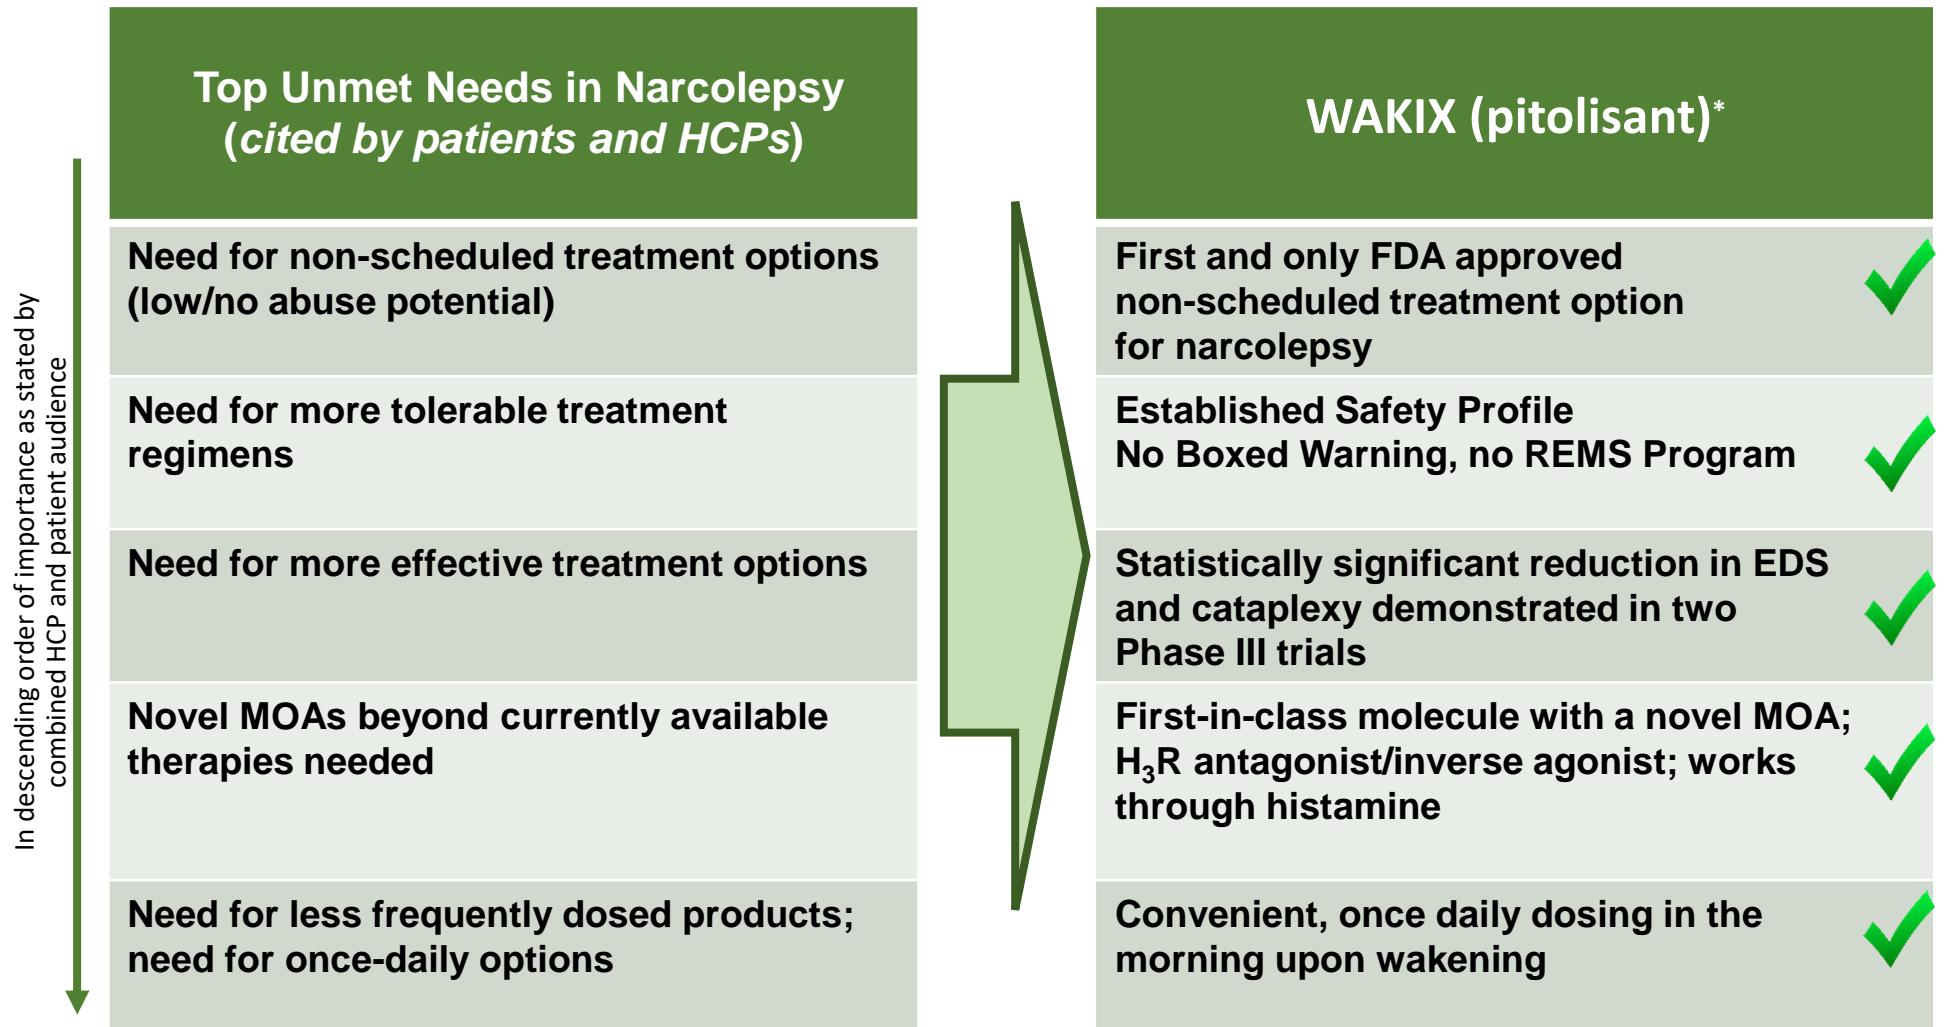 Top Unmet Needs in Narcolepsy
(cited by patients and HCPs)
WAKIX (pitolisant)*
In descending order of importance as stated by
combined HCP and patient audience
Need for non-scheduled treatment options
(low/no abuse potential)
First and only FDA approved
non-scheduled treatment option
for narcolepsy
Need for more tolerable treatment
regimens
Established Safety Profile
No Boxed Warning, no REMS Program
Need for more effective treatment options
Statistically significant reduction in EDS
and cataplexy demonstrated in two
Phase III trials
Novel MOAs beyond currently available
therapies needed
First-in-class molecule with a novel MOA;
H₃R antagonist/inverse agonist; works
through histamine
Need for less frequently dosed products;
need for once-daily options
Convenient, once daily dosing in the
morning upon wakening